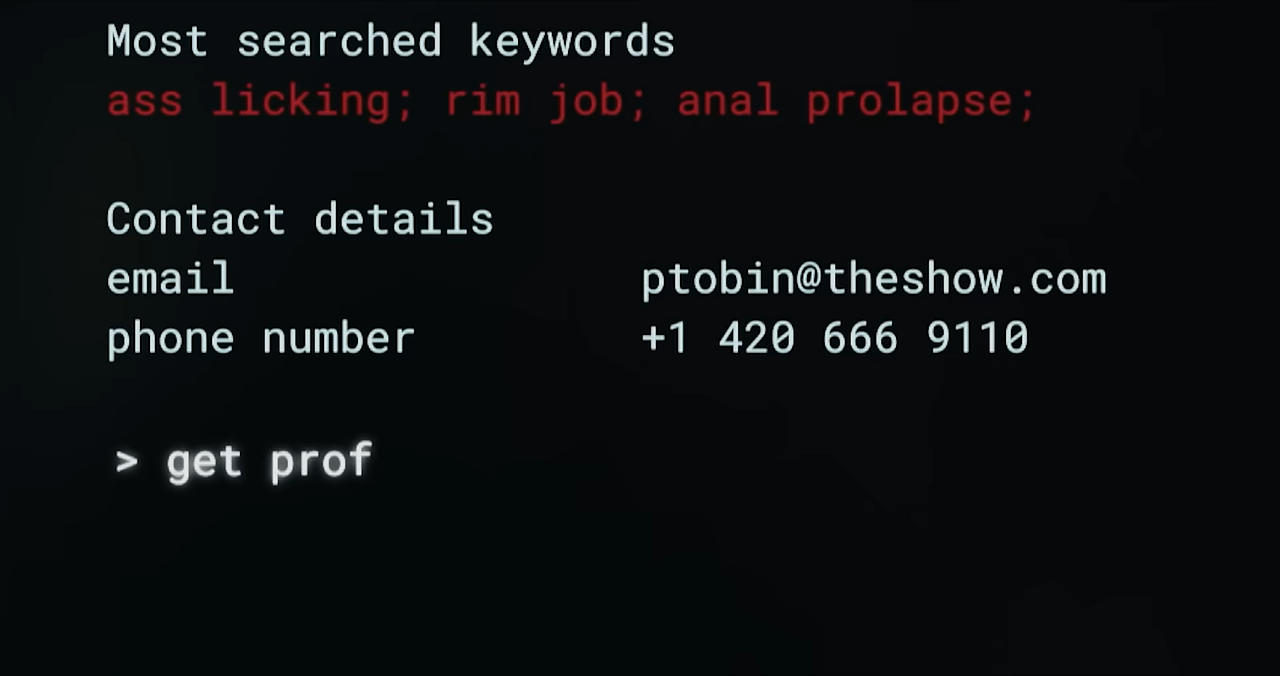 Most searched keywords
ass licking; rim job; anal prolapse;
Contact details
email ptobin@theshow.com
phone number +1 420 666 9110
> get prof